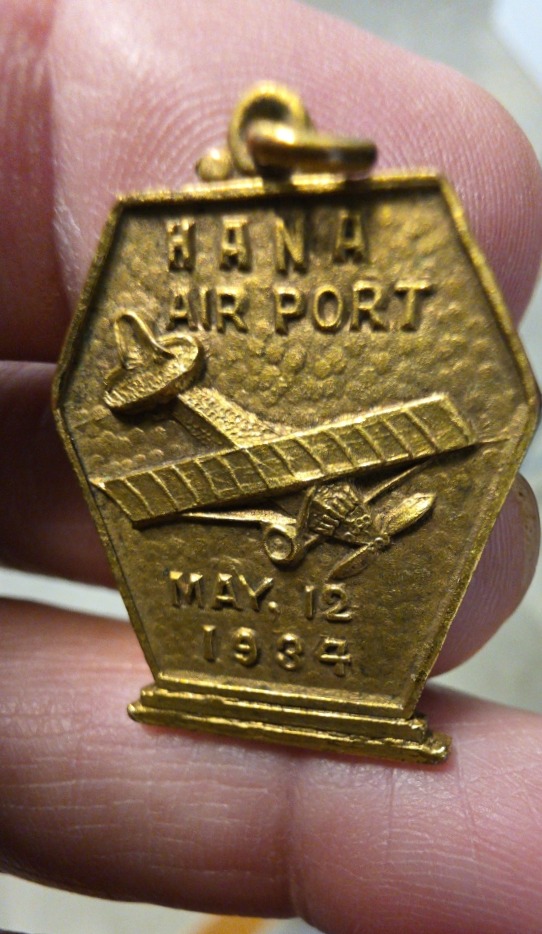 HANA
AIR PORT
MAY. 12
1934